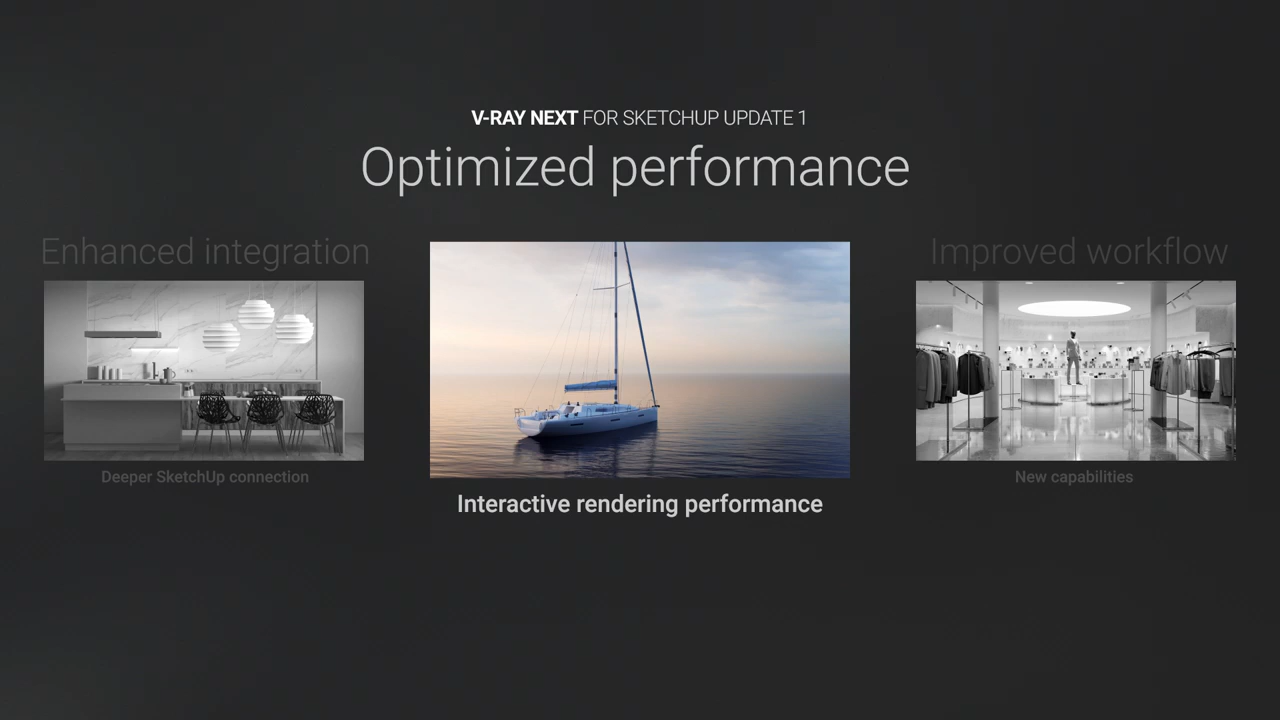 V-RAY NEXT FOR SKETCHUP UPDATE 1
Optimized performance
Enhanced integration
Improved workflow
Deeper SketchUp connection
Interactive rendering performance
New capabilities